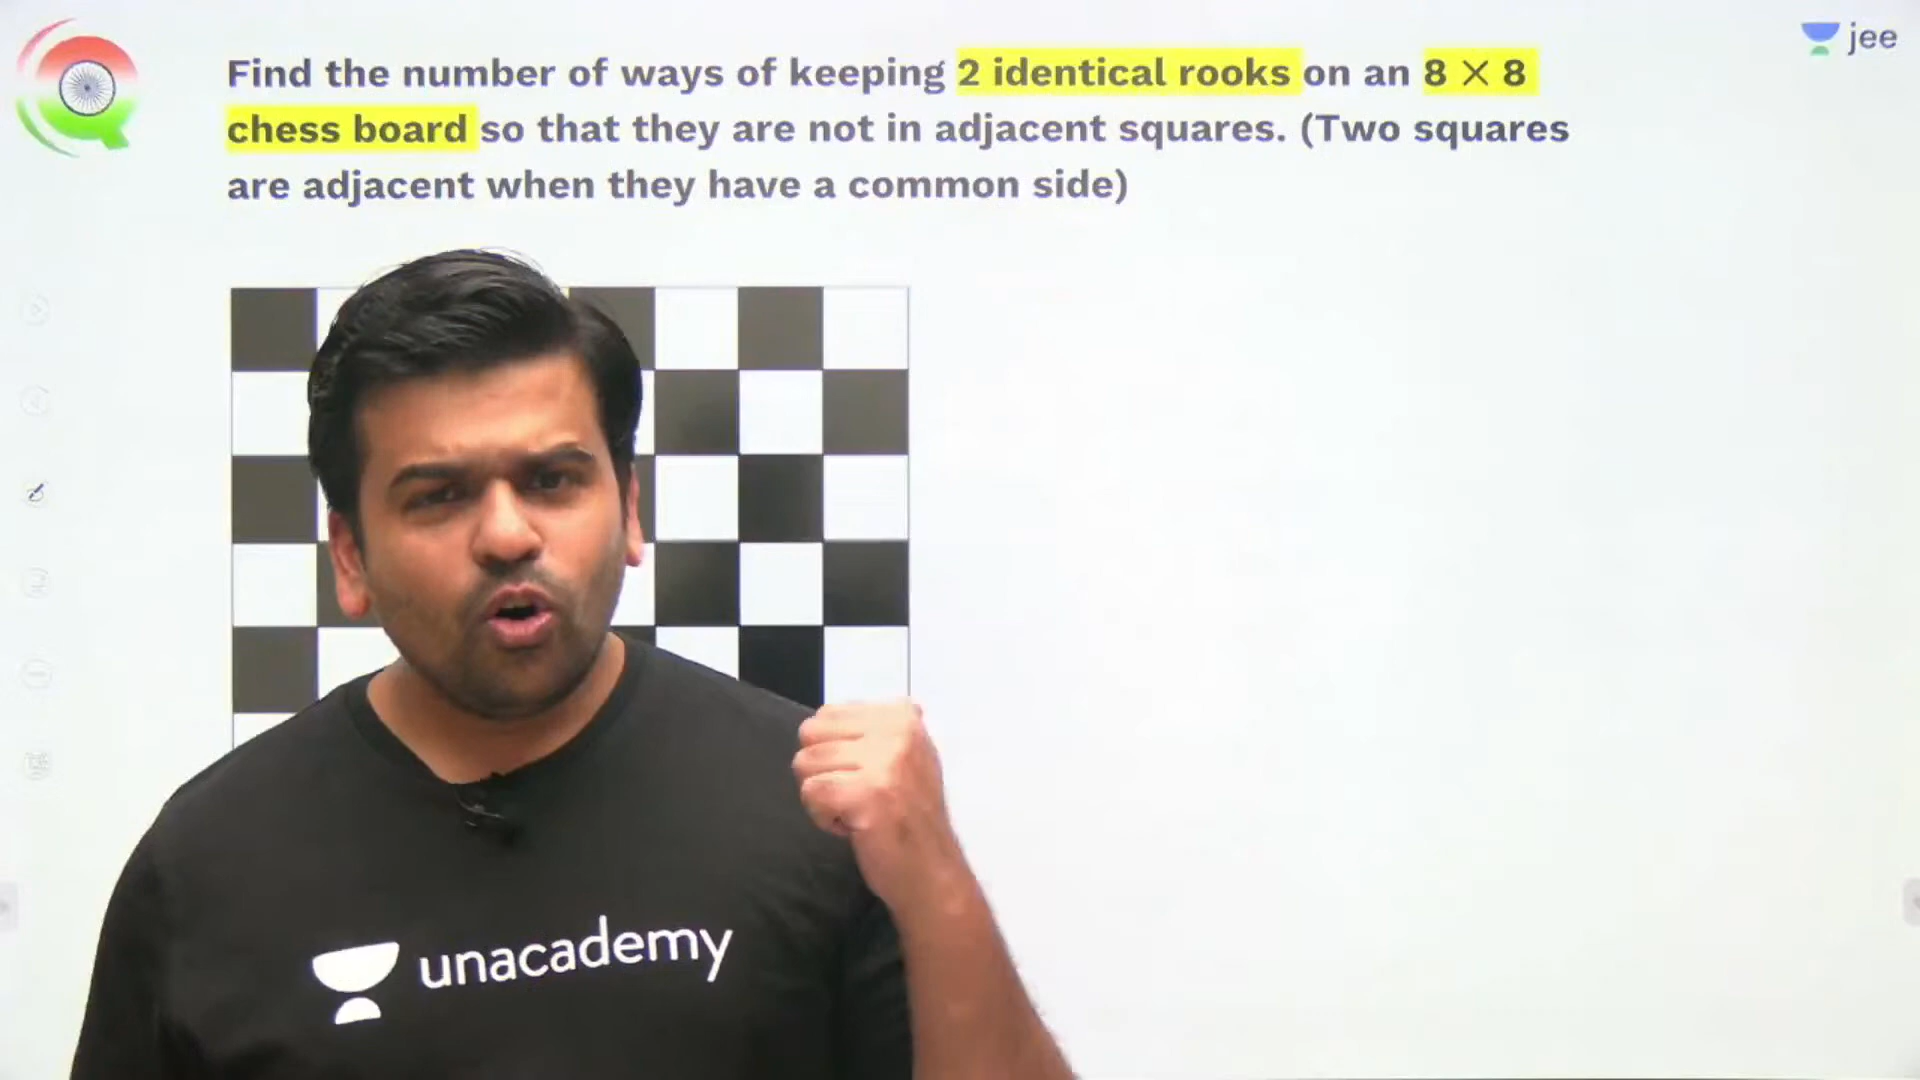 jee
Find the number of ways of keeping 2 identical rooks on an 8 × 8
chess board so that they are not in adjacent squares. (Two squares
are adjacent when they have a common side)
unacademy